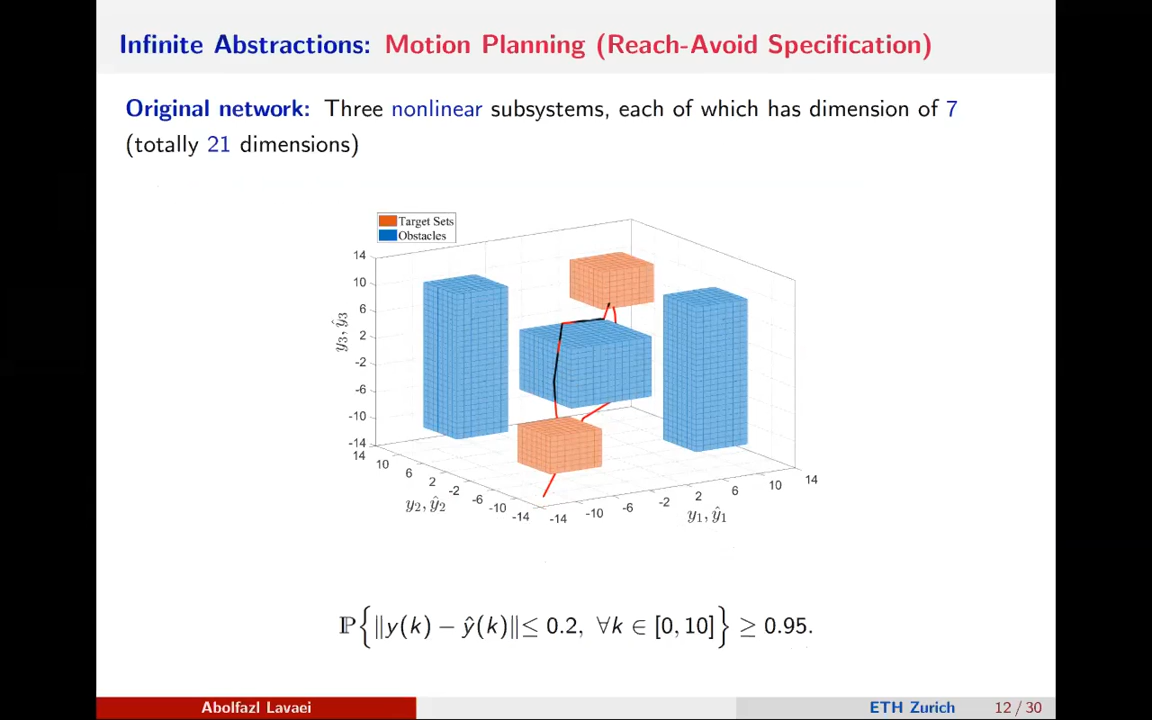 Infinite Abstractions: Motion Planning (Reach-Avoid Specification)
Original network: Three nonlinear subsystems, each of which has dimension of 7
(totally 21 dimensions)
Target Sets
Obstacles
14
10
6
2
-2
-6
-10
-14
y₃, ŷ₃
14
10
6
2
-2
-6
-10
-14
y₂, ŷ₂
-14
-10
-6
-2
2
6
10
14
y₁, ŷ₁
ℙ{‖y(k) − ŷ(k)‖≤ 0.2, ∀k ∈ [0, 10]} ≥ 0.95.
Abolfazl Lavaei
ETH Zurich
12 / 30